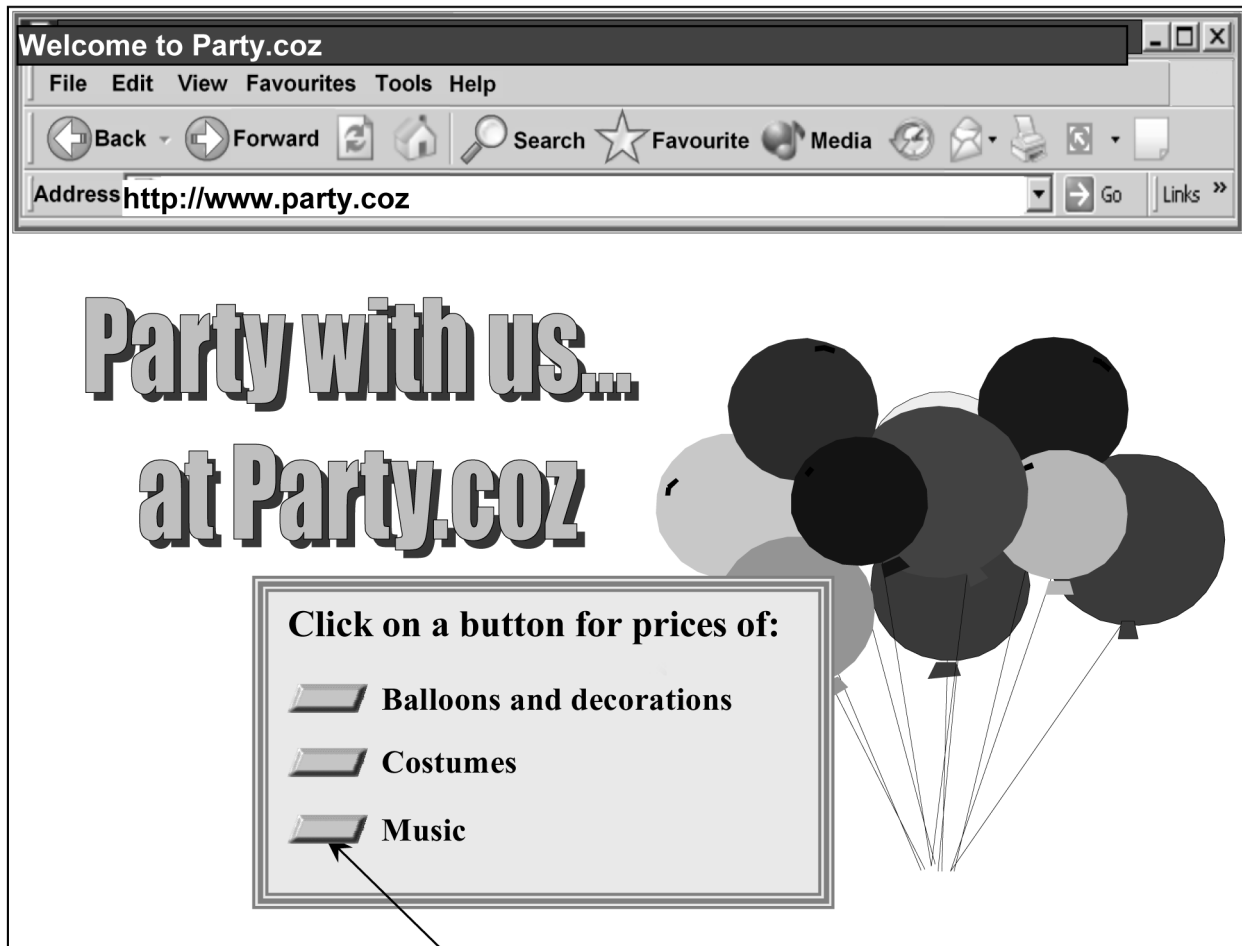 Welcome to Party.coz
File Edit View Favourites Tools Help
Back Forward Search Favourite Media
Address http://www.party.coz Go Links »
Party with us...
at Party.coz
Click on a button for prices of:
Balloons and decorations
Costumes
Music